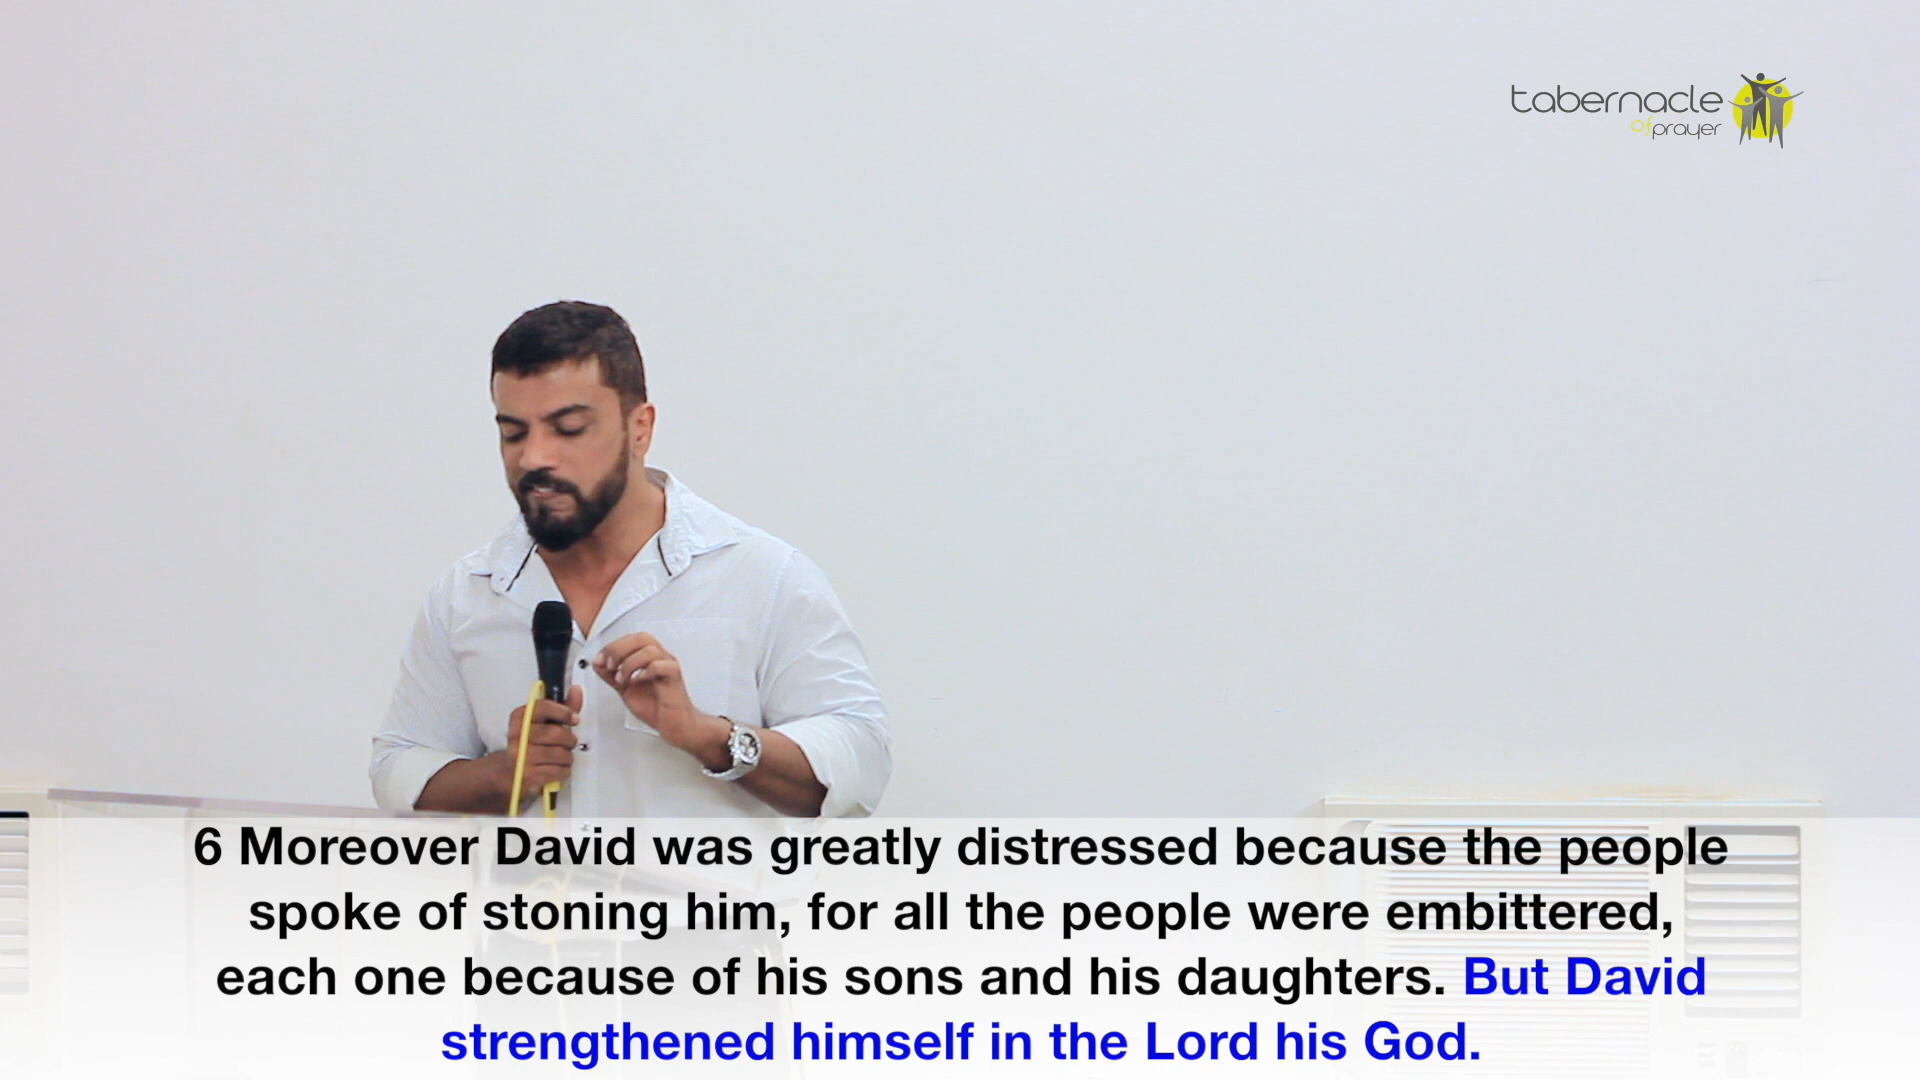 tabernacle
of prayer
6 Moreover David was greatly distressed because the people
spoke of stoning him, for all the people were embittered,
each one because of his sons and his daughters. But David
strengthened himself in the Lord his God.